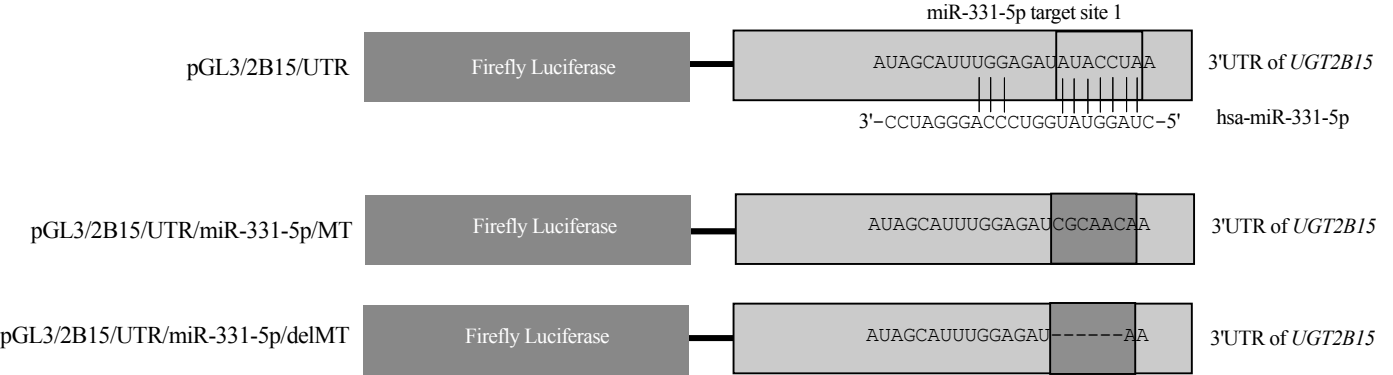 miR-331-5p target site 1
pGL3/2B15/UTR
Firefly Luciferase
AUAGCAUUUGGAGAUAUACCUAA
3'UTR of UGT2B15
3'-CCUAGGGACCCUGGUAUGGAUC-5'
hsa-miR-331-5p
pGL3/2B15/UTR/miR-331-5p/MT
Firefly Luciferase
AUAGCAUUUGGAGAUCGCAACAA
3'UTR of UGT2B15
pGL3/2B15/UTR/miR-331-5p/delMT
Firefly Luciferase
AUAGCAUUUGGAGAU------AA
3'UTR of UGT2B15